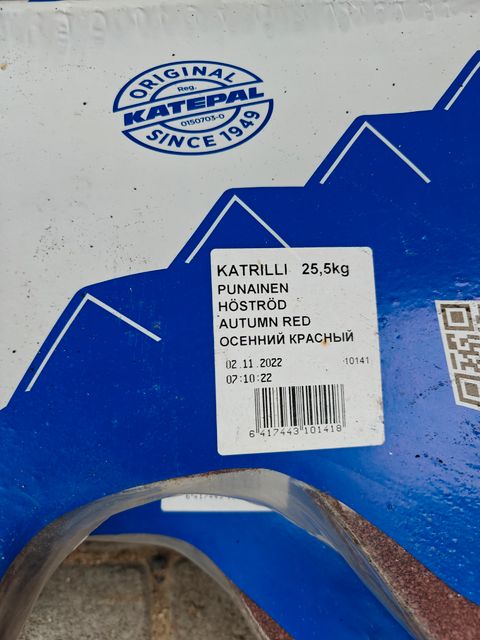 ORIGINAL
Reg.
KATEPAL
0150703-0
SINCE 1949
KATRILLI 25,5kg
PUNAINEN
HÖSTRÖD
AUTUMN RED
ОСЕННИЙ КРАСНЫЙ
02.11.2022 10141
07:10:22
6 417443 101418